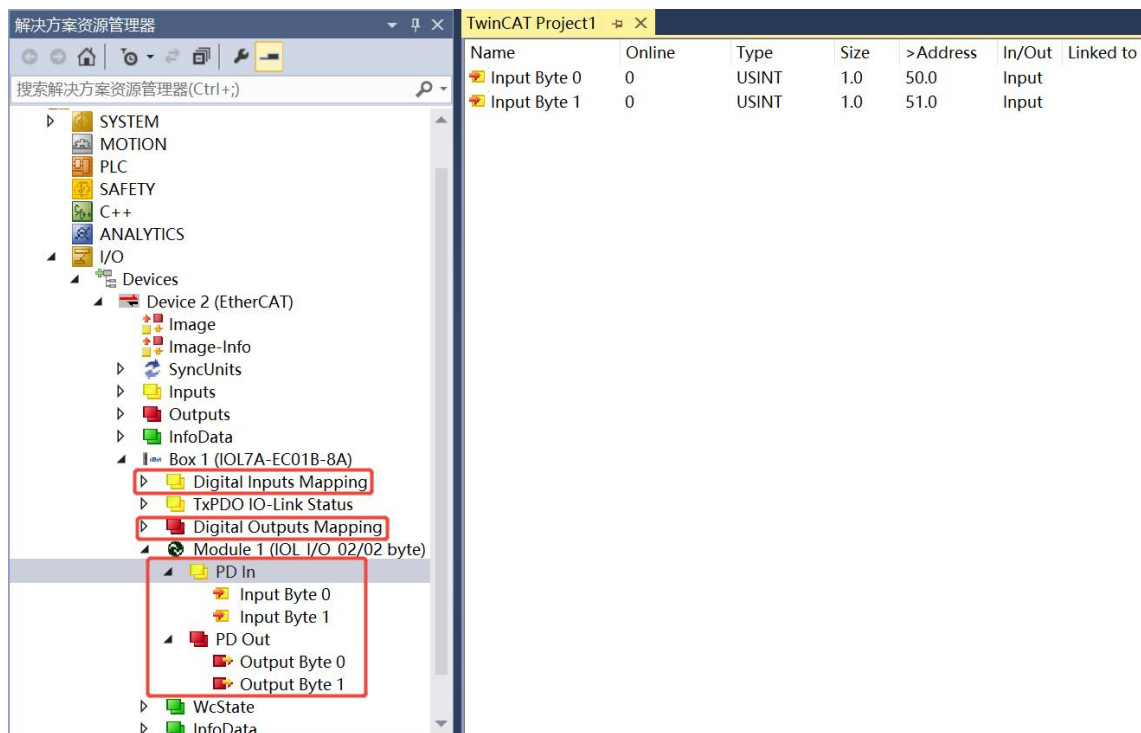 解决方案资源管理器
搜索解决方案资源管理器(Ctrl+;)
SYSTEM
MOTION
PLC
SAFETY
C++
ANALYTICS
I/O
Devices
Device 2 (EtherCAT)
Image
Image-Info
SyncUnits
Inputs
Outputs
InfoData
Box 1 (IOL7A-EC01B-8A)
Digital Inputs Mapping
TxPDO IO-Link Status
Digital Outputs Mapping
Module 1 (IOL_I/O_02/02 byte)
PD In
Input Byte 0
Input Byte 1
PD Out
Output Byte 0
Output Byte 1
WcState
InfoData
TwinCAT Project1
Name Online Type Size >Address In/Out Linked to
Input Byte 0 0 USINT 1.0 50.0 Input
Input Byte 1 0 USINT 1.0 51.0 Input